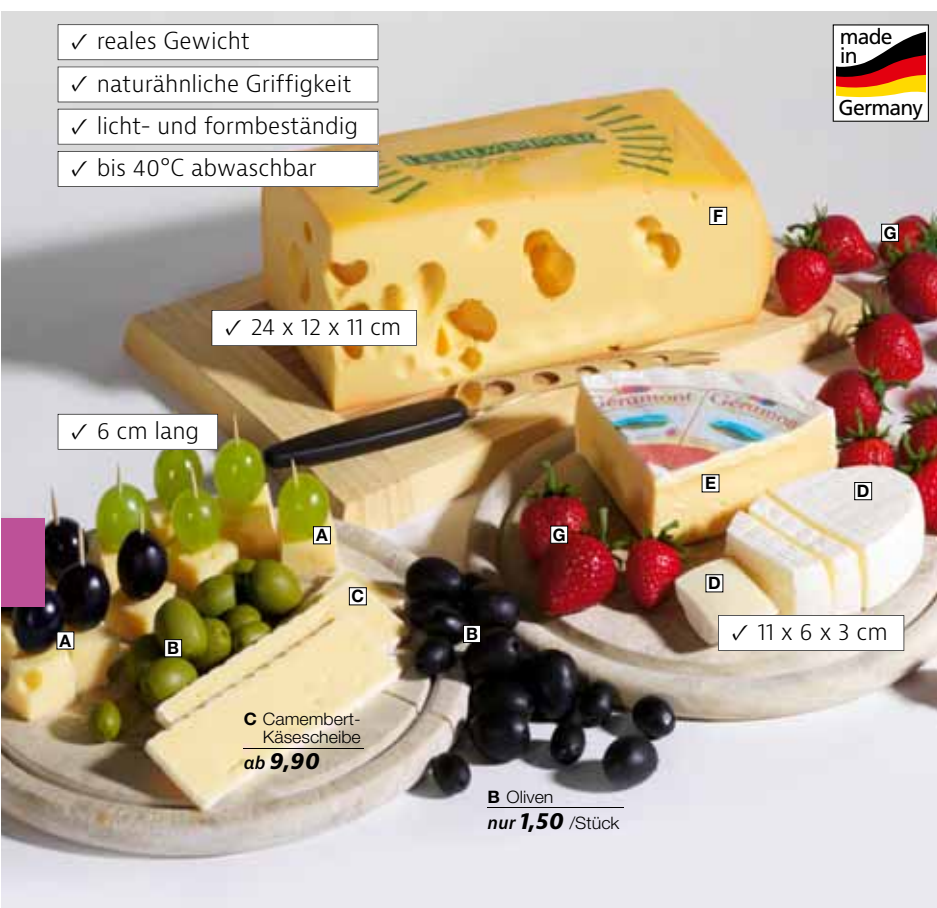 ✓ reales Gewicht
✓ naturähnliche Griffigkeit
✓ licht- und formbeständig
✓ bis 40°C abwaschbar
made
in
Germany
F
G
✓ 24 x 12 x 11 cm
✓ 6 cm lang
Géramont
E
D
A
G
D
C
B
A
B
✓ 11 x 6 x 3 cm
C Camembert-
Käsescheibe
ab 9,90
B Oliven
nur 1,50 /Stück